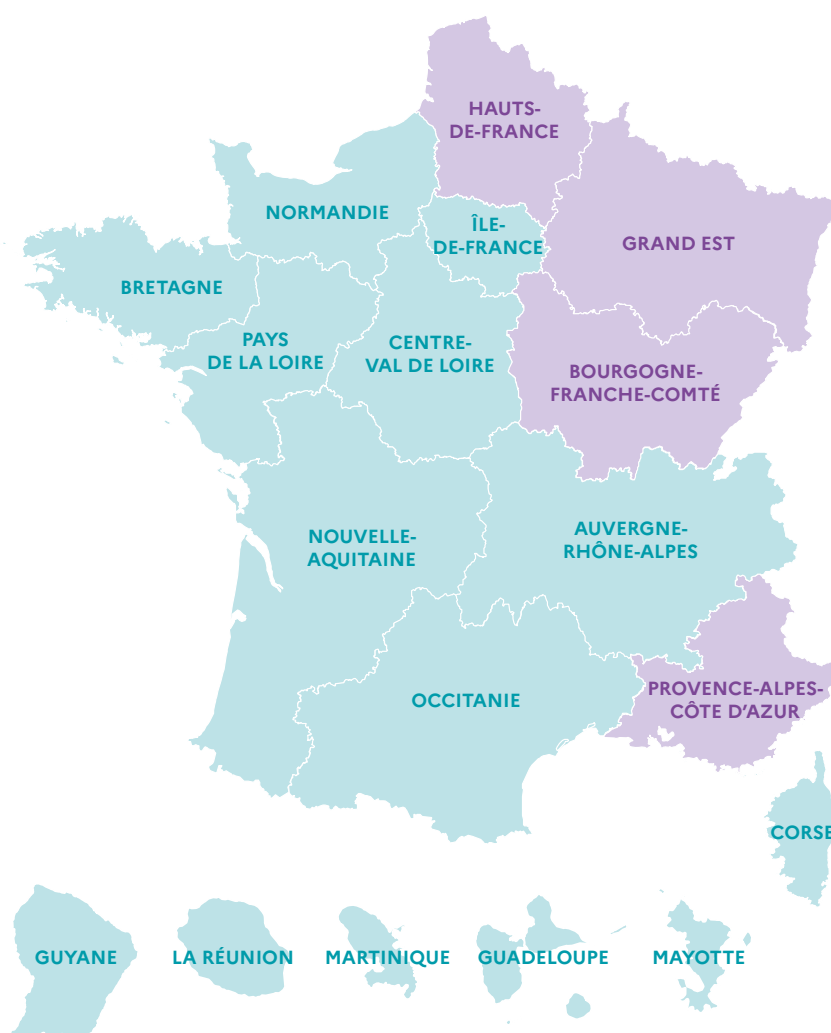 HAUTS-
DE-FRANCE
NORMANDIE
ÎLE-
DE-FRANCE
GRAND EST
BRETAGNE
PAYS
DE LA LOIRE
CENTRE-
VAL DE LOIRE
BOURGOGNE-
FRANCHE-COMTÉ
NOUVELLE-
AQUITAINE
AUVERGNE-
RHÔNE-ALPES
OCCITANIE
PROVENCE-ALPES-
CÔTE D'AZUR
CORSE
GUYANE
LA RÉUNION
MARTINIQUE
GUADELOUPE
MAYOTTE